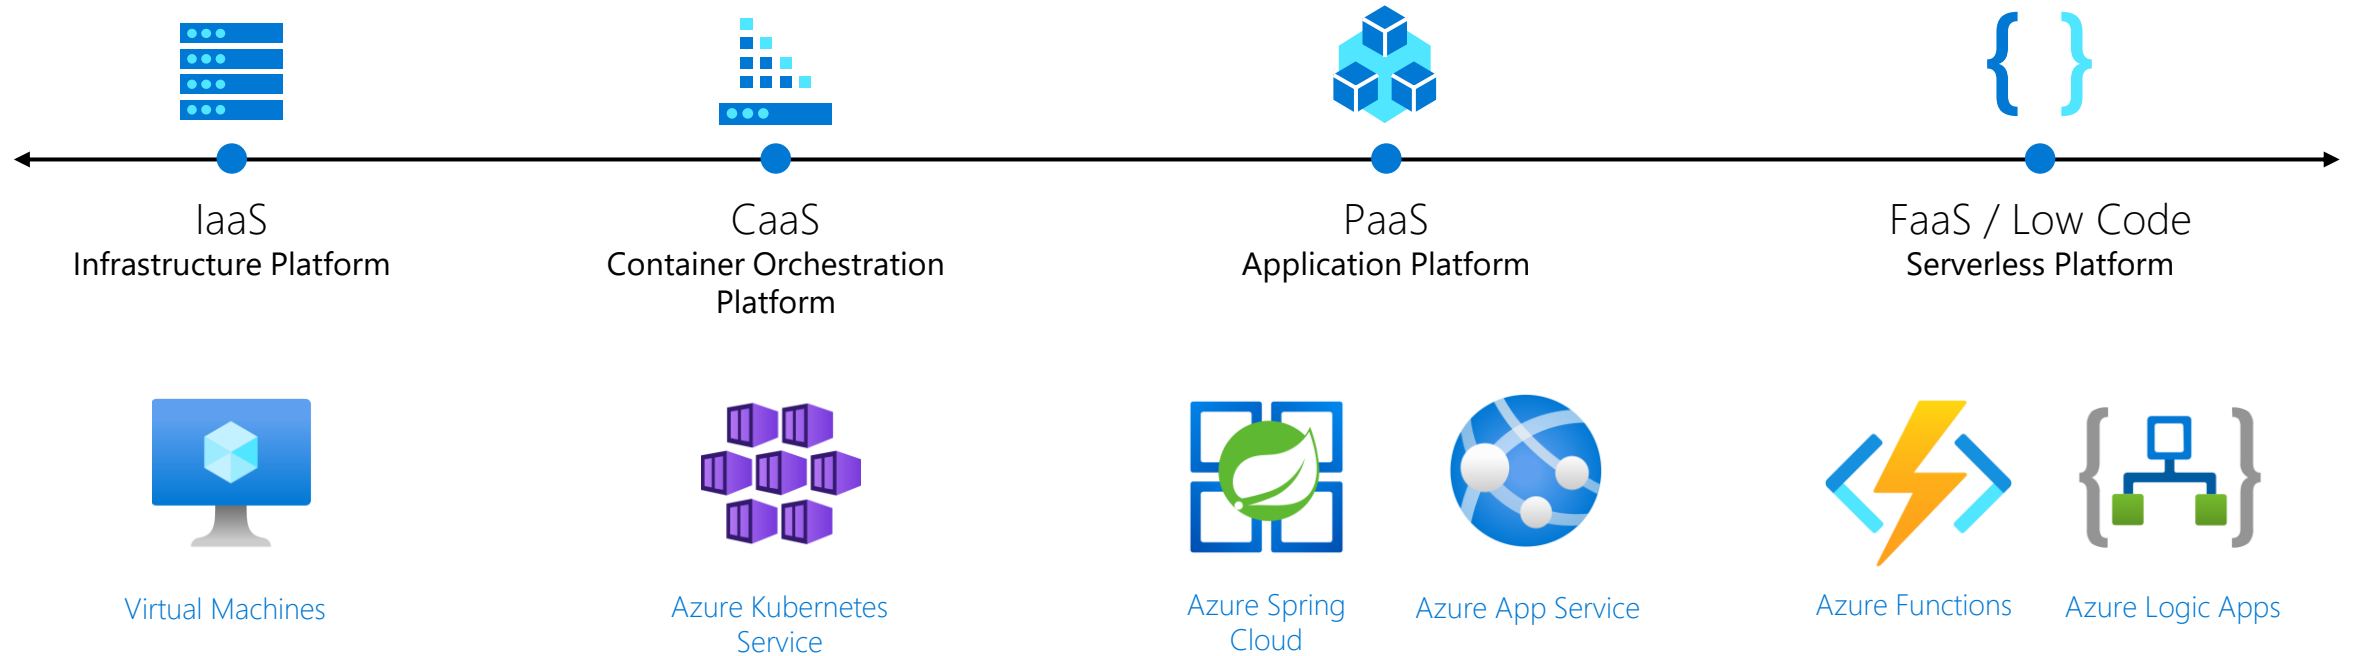 IaaS
Infrastructure Platform
CaaS
Container Orchestration
Platform
PaaS
Application Platform
FaaS / Low Code
Serverless Platform
Virtual Machines
Azure Kubernetes
Service
Azure Spring
Cloud
Azure App Service
Azure Functions
Azure Logic Apps